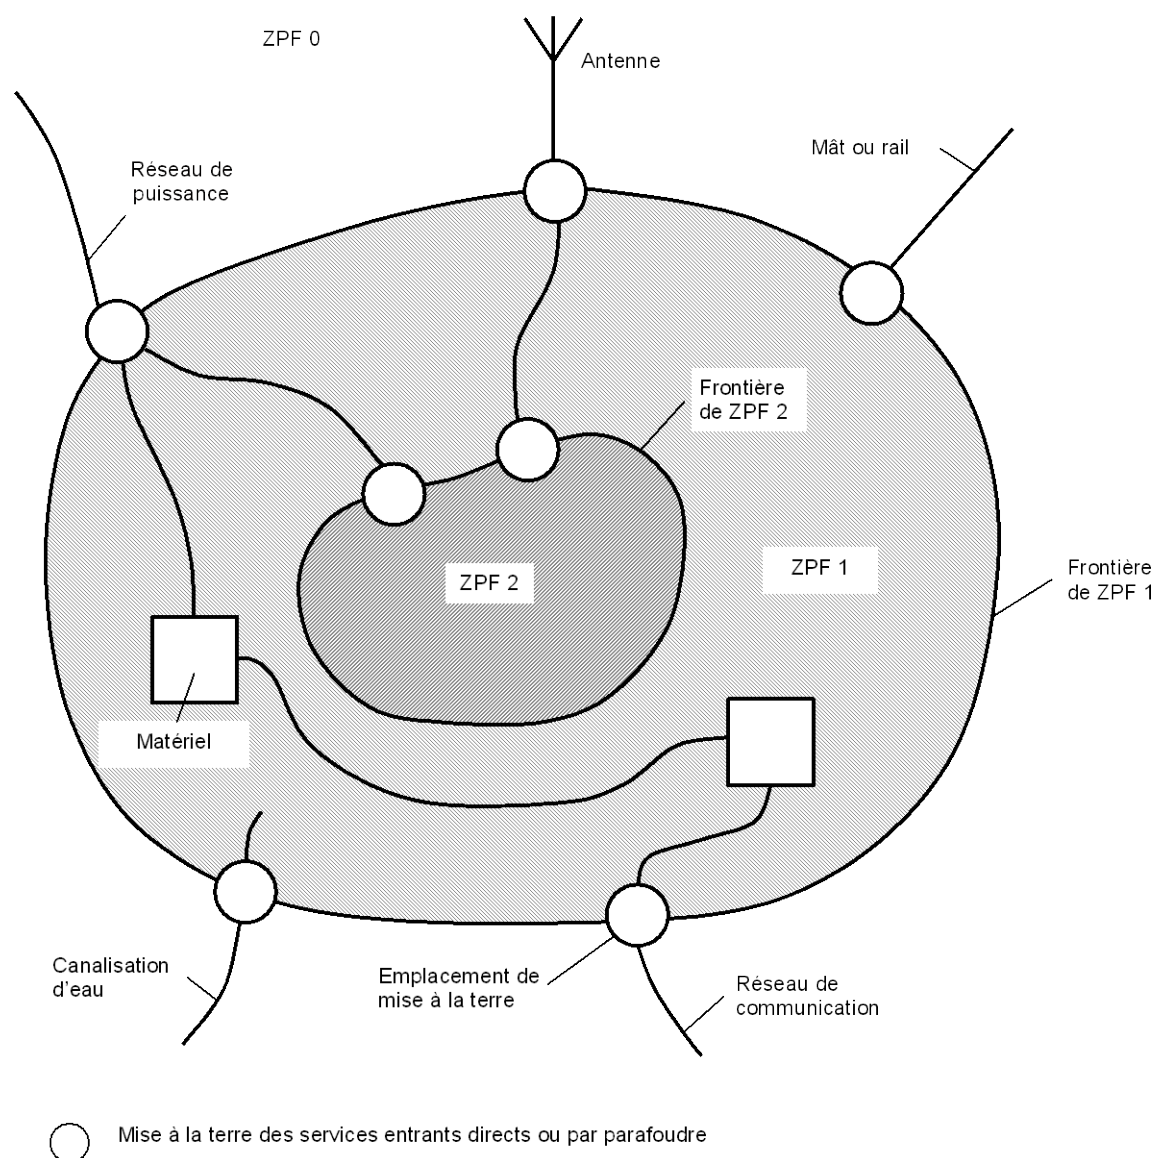 ZPF 0
Antenne
Mât ou rail
Réseau de
puissance
Frontière
de ZPF 2
ZPF 2
ZPF 1
Frontière
de ZPF 1
Matériel
Canalisation
d'eau
Emplacement de
mise à la terre
Réseau de
communication
Mise à la terre des services entrants directs ou par parafoudre